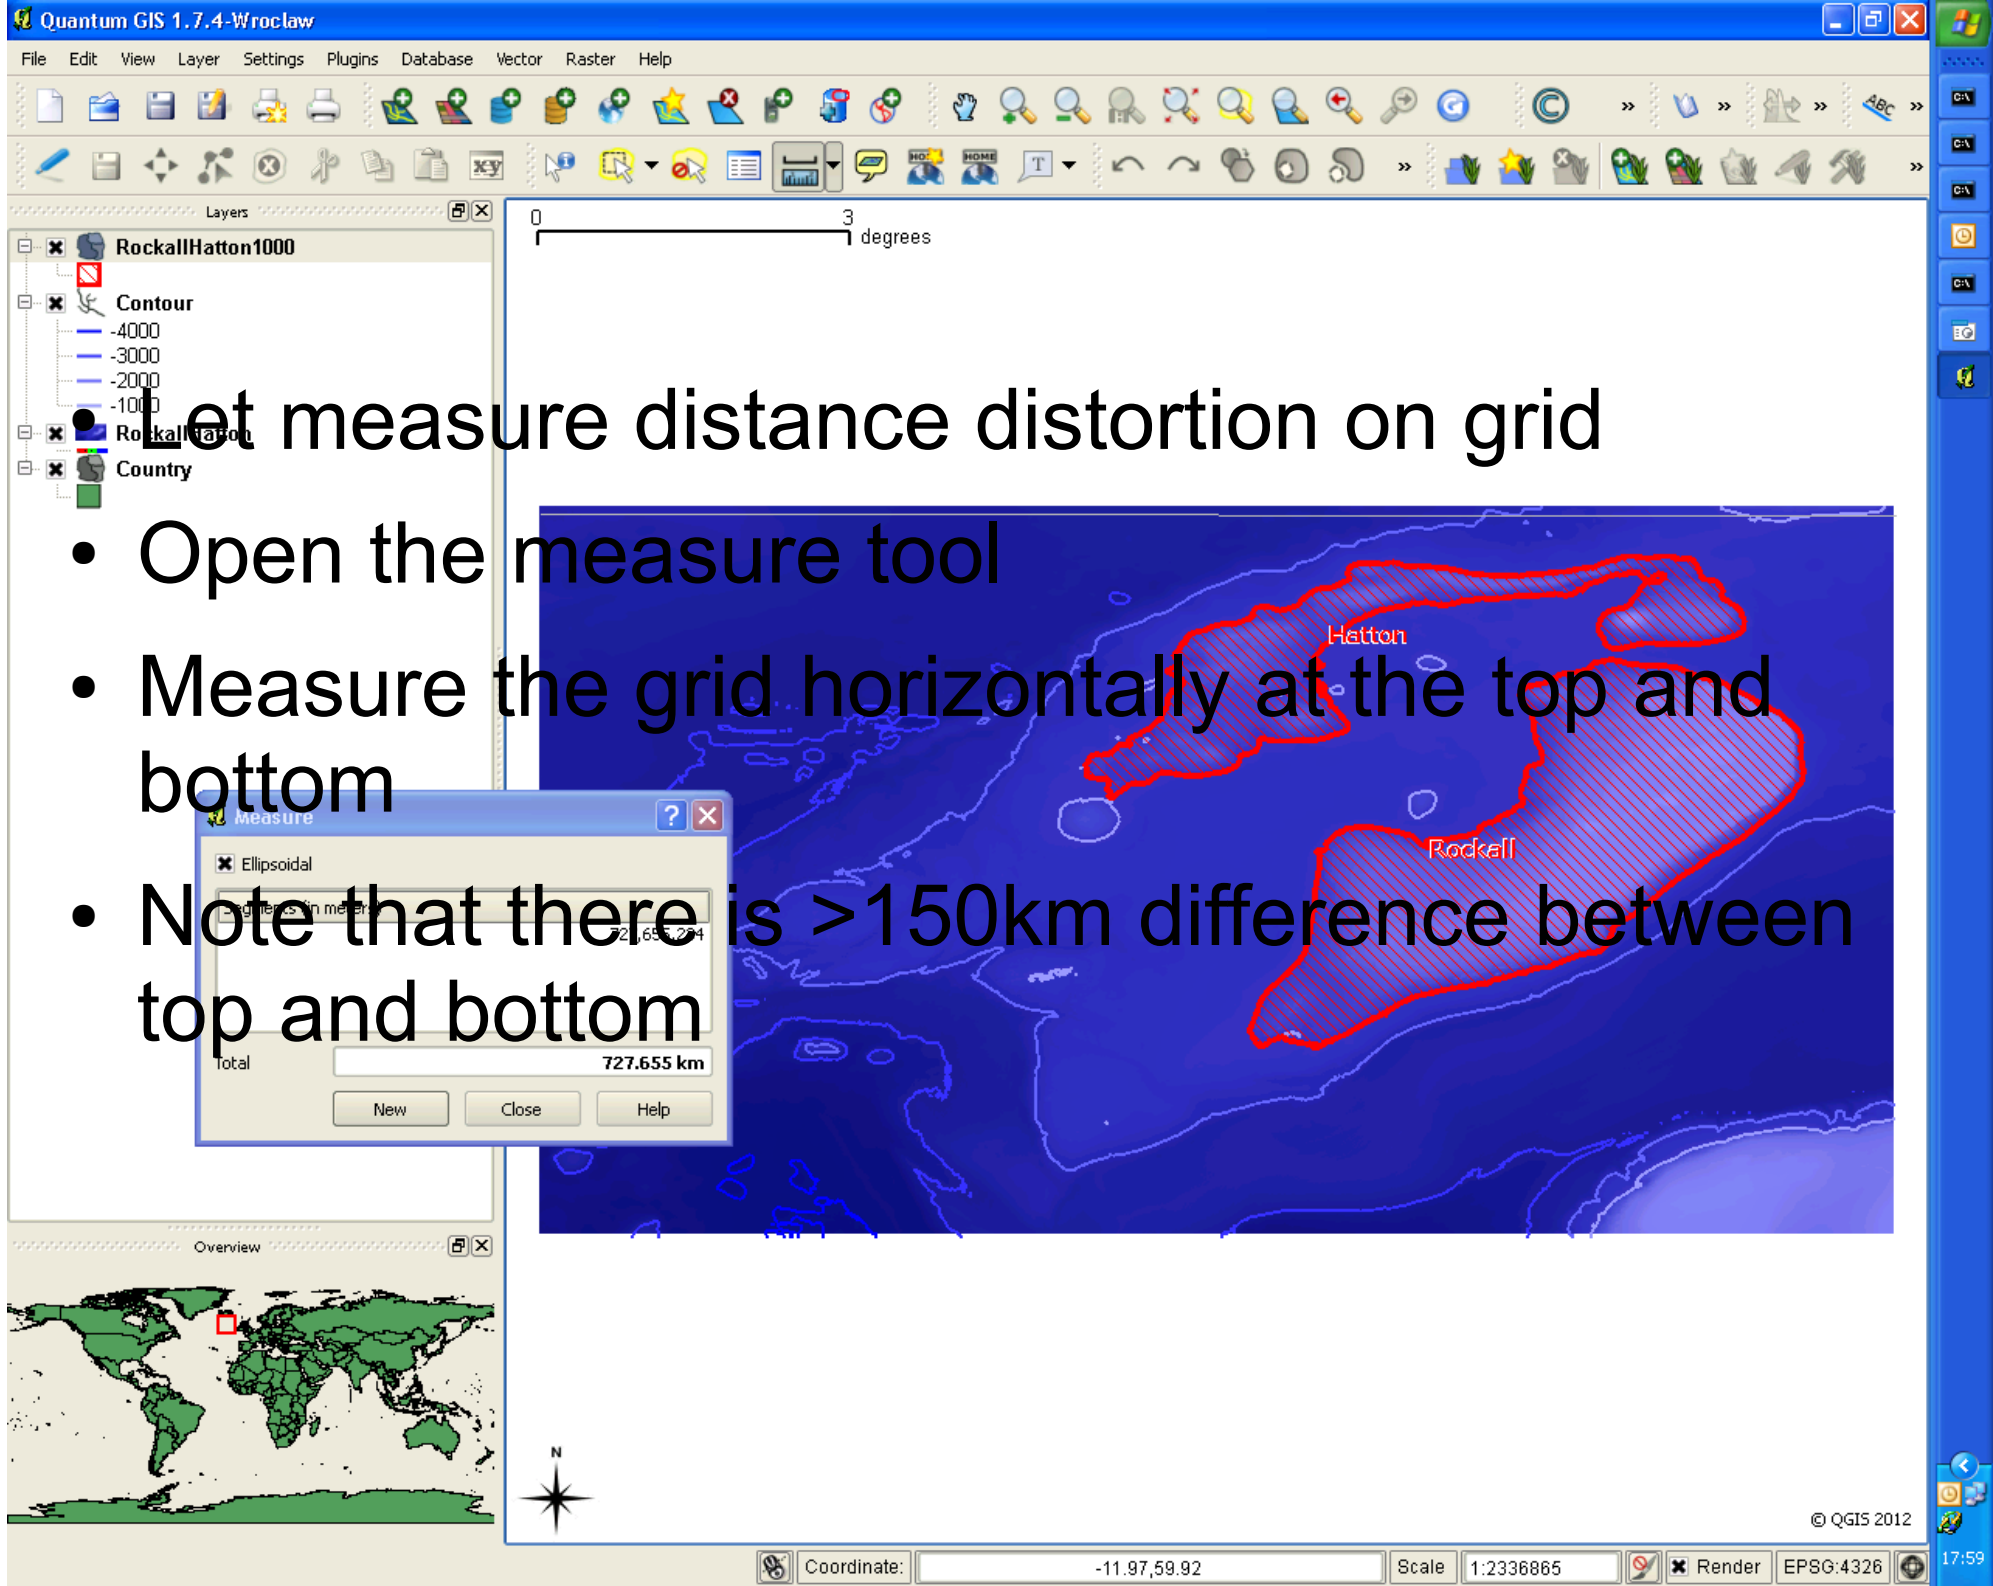 Quantum GIS 1.7.4-Wroclaw
File Edit View Layer Settings Plugins Database Vector Raster Help
Layers
RockallHatton1000
Contour
-4000
-3000
-2000
-1000
RockallHatton
Country
0 3
degrees
• Let measure distance distortion on grid
• Open the measure tool
• Measure the grid horizontally at the top and
bottom
• Note that there is >150km difference between
top and bottom
Hatton
Rockall
Measure
Ellipsoidal
Segments (in meters)
Total 727.655 km
New Close Help
Overview
N
© QGIS 2012
Coordinate: -11.97,59.92 Scale 1:2336865 Render EPSG:4326
17:59